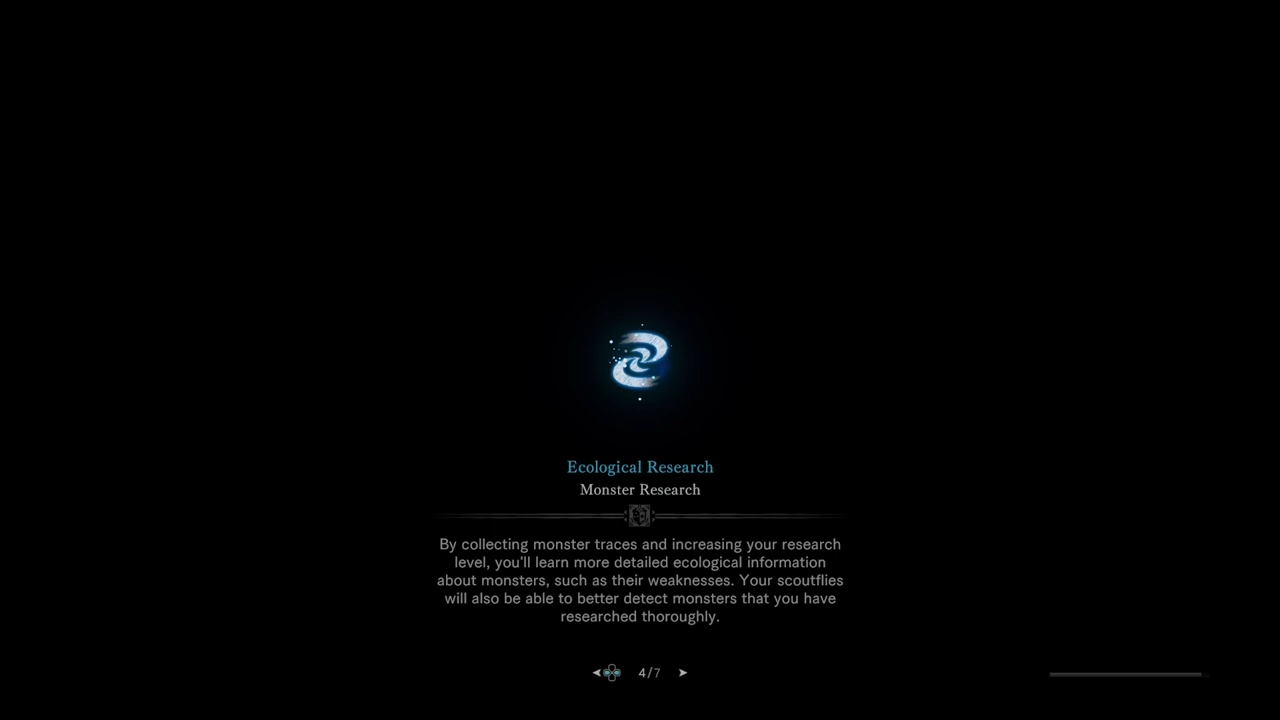 Ecological Research
Monster Research
By collecting monster traces and increasing your research
level, you'll learn more detailed ecological information
about monsters, such as their weaknesses. Your scoutflies
will also be able to better detect monsters that you have
researched thoroughly.
4/7